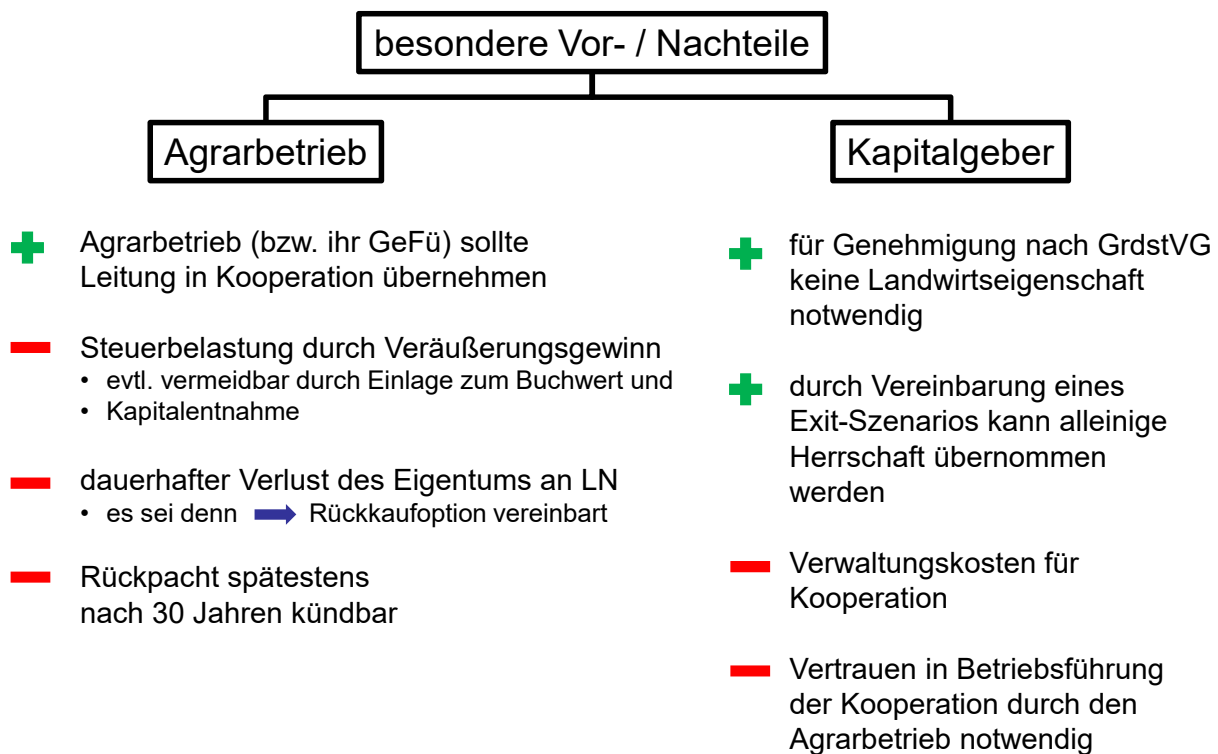 besondere Vor- / Nachteile
Agrarbetrieb
Kapitalgeber
Agrarbetrieb (bzw. ihr GeFü) sollte
Leitung in Kooperation übernehmen
Steuerbelastung durch Veräußerungsgewinn
• evtl. vermeidbar durch Einlage zum Buchwert und
• Kapitalentnahme
dauerhafter Verlust des Eigentums an LN
• es sei denn Rückkaufoption vereinbart
Rückpacht spätestens
nach 30 Jahren kündbar
für Genehmigung nach GrdstVG
keine Landwirtseigenschaft
notwendig
durch Vereinbarung eines
Exit-Szenarios kann alleinige
Herrschaft übernommen
werden
Verwaltungskosten für
Kooperation
Vertrauen in Betriebsführung
der Kooperation durch den
Agrarbetrieb notwendig